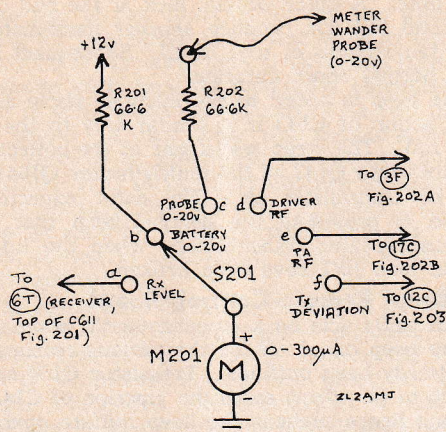 METER
WANDER
PROBE
(0-20v)
+12v
R201
66.6
K
R202
66.6K
TO 3F
Fig. 202A
PROBE
0-20v
c
d
DRIVER
RF
b
BATTERY
0-20v
e
PA
RF
TO 17C
Fig. 202B
TO
6T (RECEIVER,
TOP OF C611
Fig. 201)
a
Rx
LEVEL
S201
f
Tx
DEVIATION
TO 12C
Fig. 203
+
M201
M
0-300µA
-
ZL2AMJ